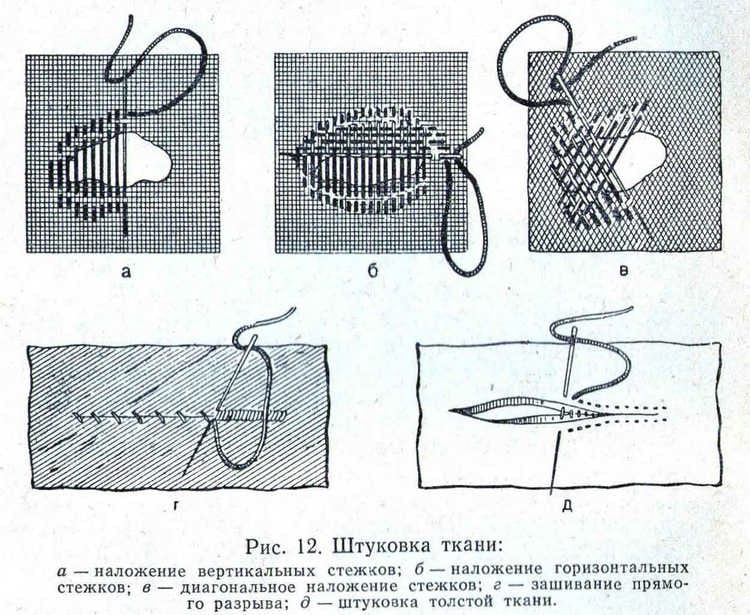 а
б
в
г
д
Рис. 12. Штуковка ткани:
а — наложение вертикальных стежков; б — наложение горизонтальных
стежков; в — диагональное наложение стежков; г — зашивание прямо-
го разрыва; д — штуковка толстой ткани.